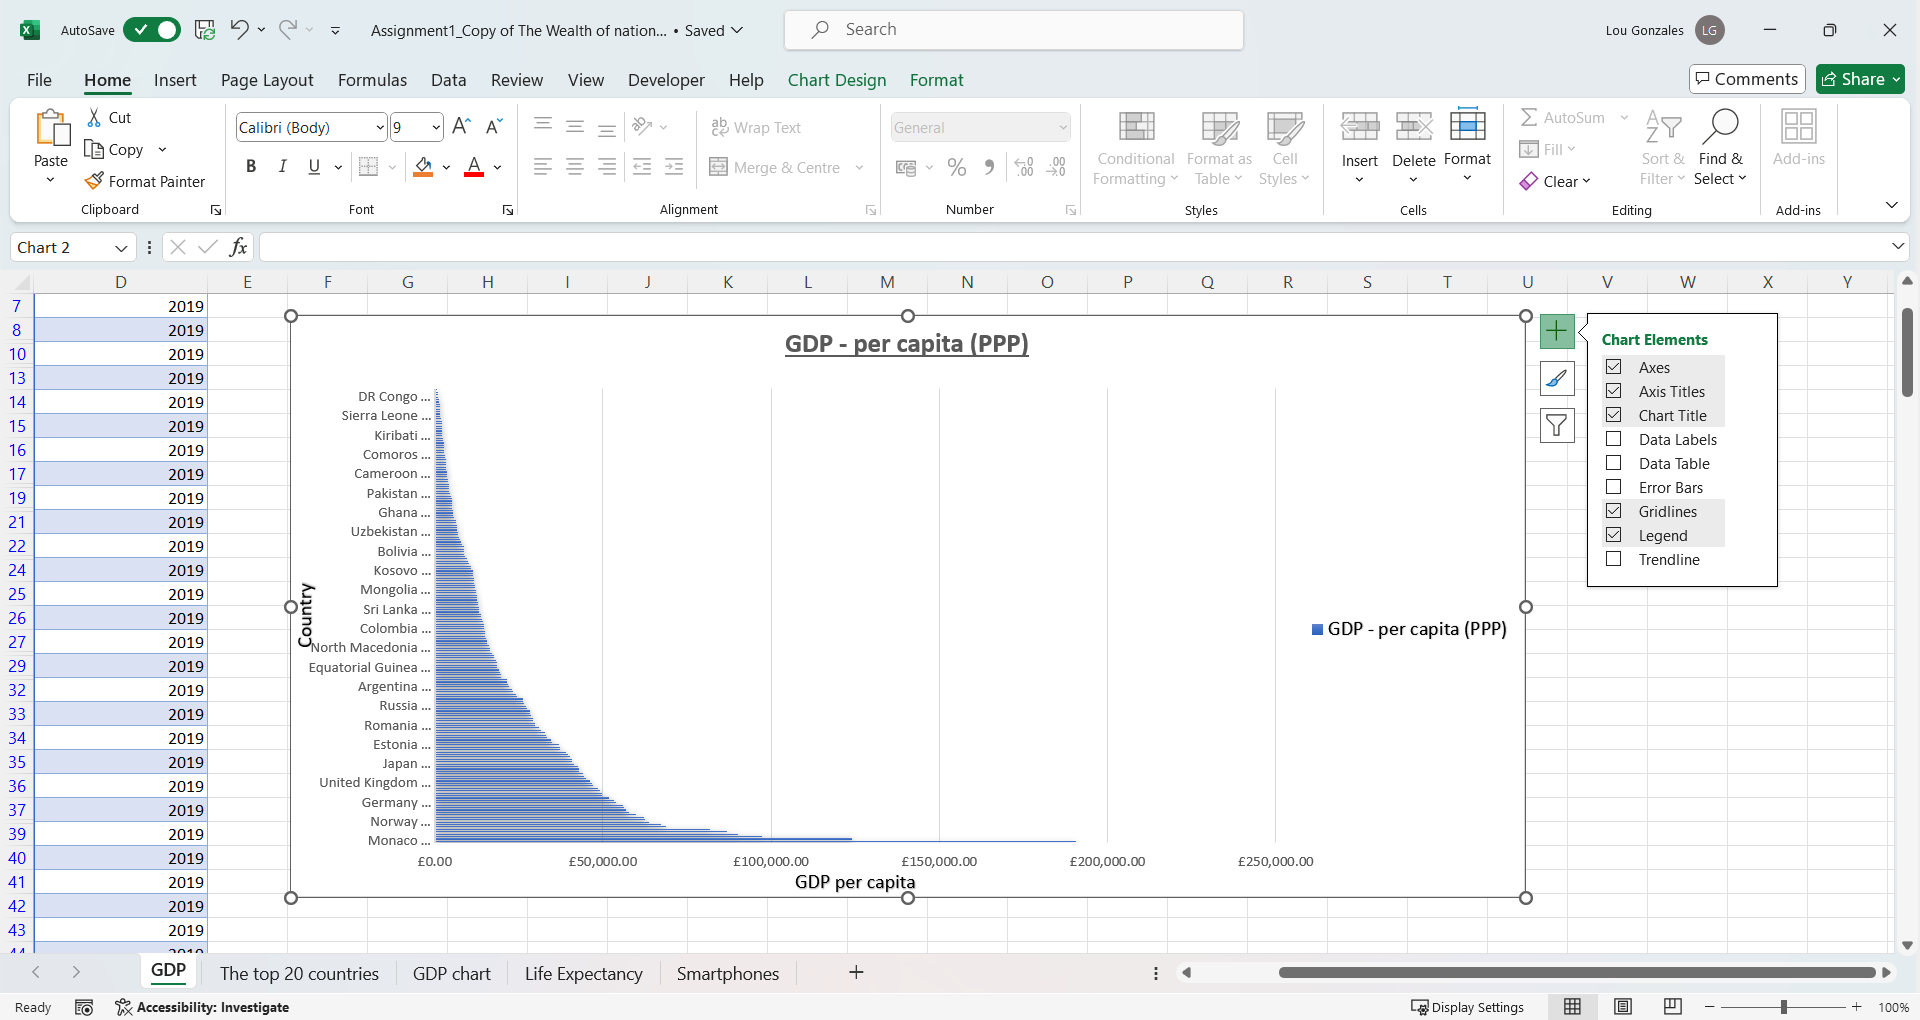 AutoSave
Assignment1_Copy of The Wealth of nation... • Saved
Search
Lou Gonzales LG
File Home Insert Page Layout Formulas Data Review View Developer Help Chart Design Format
Comments Share
Paste
Cut
Copy
Format Painter
Clipboard
Calibri (Body) 9
B I U
Font
Wrap Text
Merge & Centre
Alignment
General
Number
Conditional Formatting
Format as Table
Cell Styles
Styles
Insert Delete Format
Cells
AutoSum
Fill
Clear
Sort & Filter
Find & Select
Editing
Add-ins
Add-ins
Chart 2
fx
D E F G H I J K L M N O P Q R S T U V W X Y
7 2019
8 2019
10 2019
13 2019
14 2019
15 2019
16 2019
17 2019
19 2019
21 2019
22 2019
24 2019
25 2019
26 2019
27 2019
29 2019
32 2019
33 2019
34 2019
35 2019
36 2019
37 2019
39 2019
40 2019
41 2019
42 2019
43 2019
44 2019
GDP - per capita (PPP)
Country
DR Congo ...
Sierra Leone ...
Kiribati ...
Comoros ...
Cameroon ...
Pakistan ...
Ghana ...
Uzbekistan ...
Bolivia ...
Kosovo ...
Mongolia ...
Sri Lanka ...
Colombia ...
North Macedonia ...
Equatorial Guinea ...
Argentina ...
Russia ...
Romania ...
Estonia ...
Japan ...
United Kingdom ...
Germany ...
Norway ...
Monaco ...
£0.00 £50,000.00 £100,000.00 £150,000.00 £200,000.00 £250,000.00
GDP per capita
GDP - per capita (PPP)
Chart Elements
Axes
Axis Titles
Chart Title
Data Labels
Data Table
Error Bars
Gridlines
Legend
Trendline
GDP The top 20 countries GDP chart Life Expectancy Smartphones
Ready Accessibility: Investigate Display Settings 100%